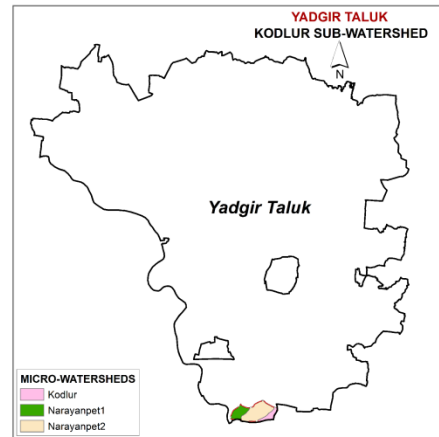 YADGIR TALUK
KODLUR SUB-WATERSHED
N
Yadgir Taluk
MICRO-WATERSHEDS
Kodlur
Narayanpet1
Narayanpet2